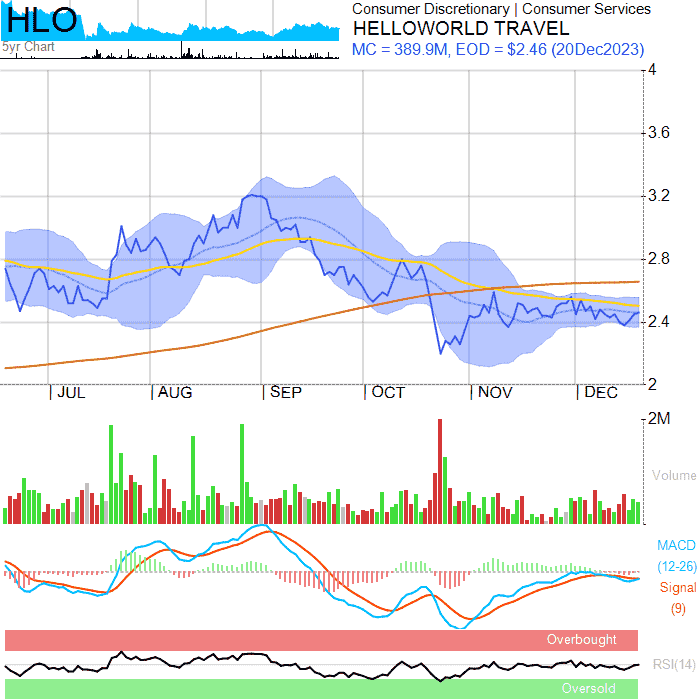 HLO
5yr Chart
Consumer Discretionary | Consumer Services
HELLOWORLD TRAVEL
MC = 389.9M, EOD = $2.46 (20Dec2023)
4
3.6
3.2
2.8
2.4
2
JUL AUG SEP OCT NOV DEC
2M
Volume
MACD
(12-26)
Signal
(9)
Overbought
RSI(14)
Oversold